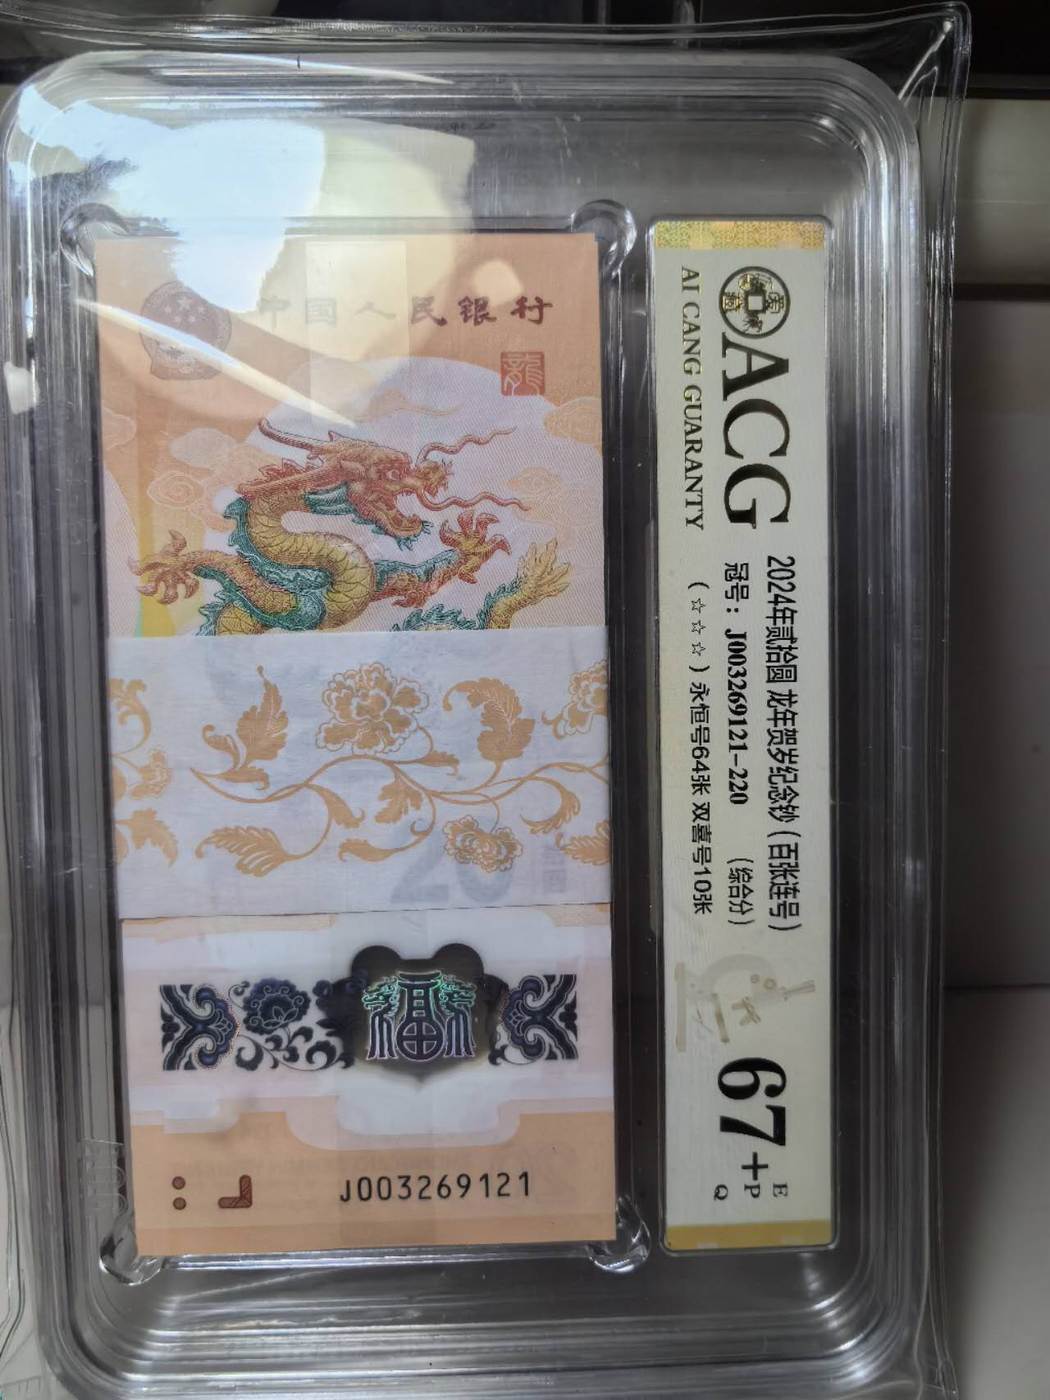 中国人民银行
龍
J003269121
ACG
AI CANG GUARANTY
2024年贰拾圆 龙年贺岁纪念钞(百张连号)
冠号：J003269121-220 (综合分)
(☆☆☆)永恒号64张 双喜号10张
67+
E
P
Q